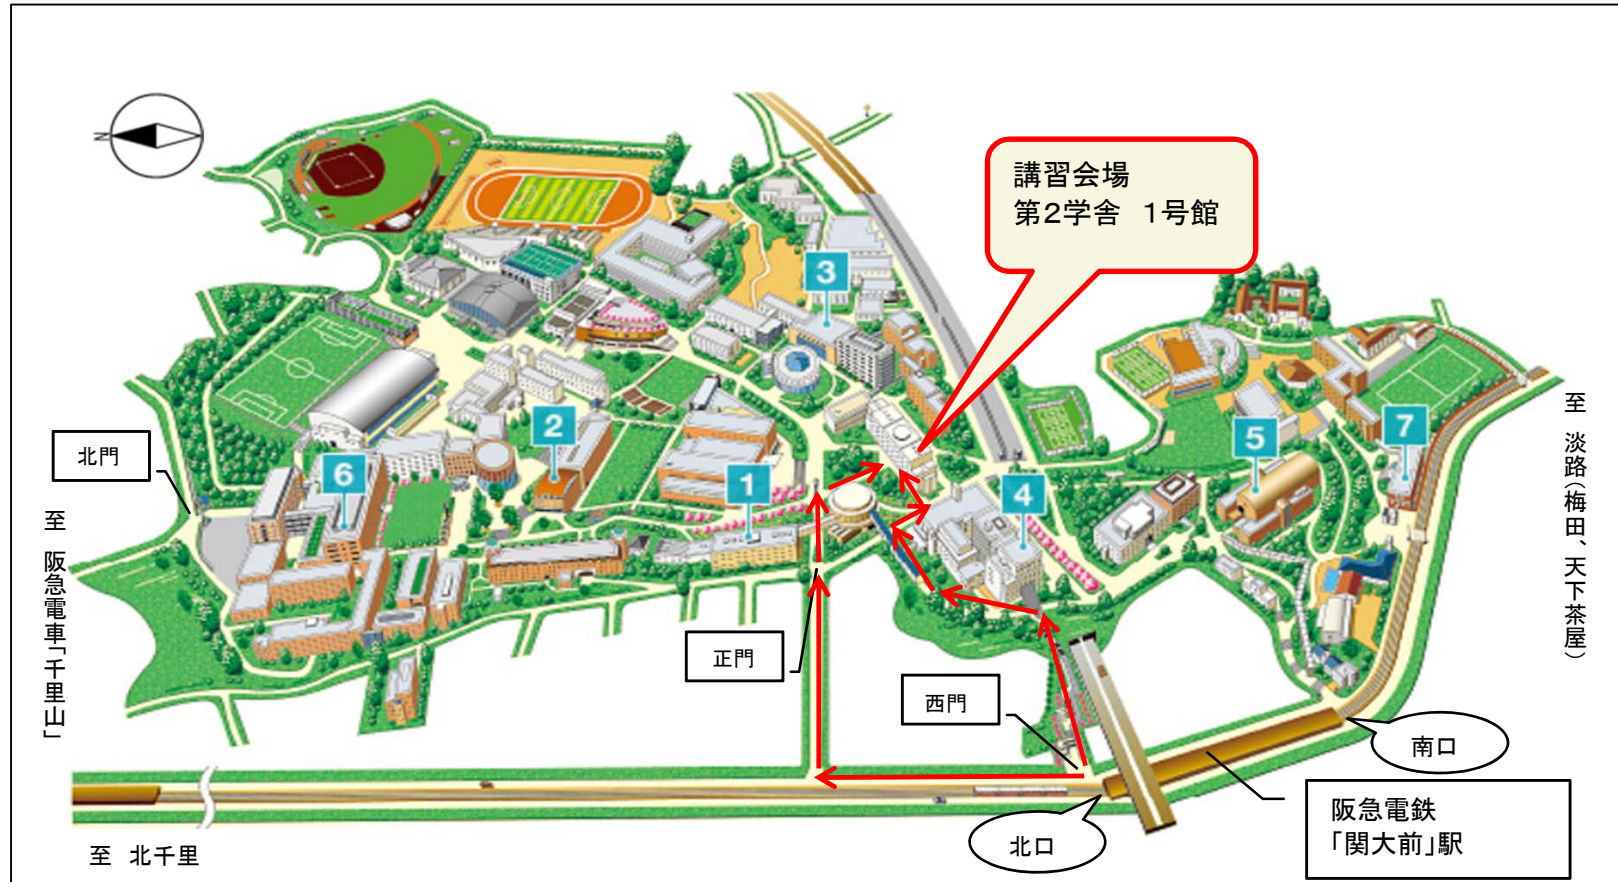 N
講習会場
第2学舎 1号館
3
2
1
6
4
5
7
北門
正門
西門
南口
北口
至 阪急電車「千里山」
至 淡路(梅田、天下茶屋)
阪急電鉄
「関大前」駅
至 北千里